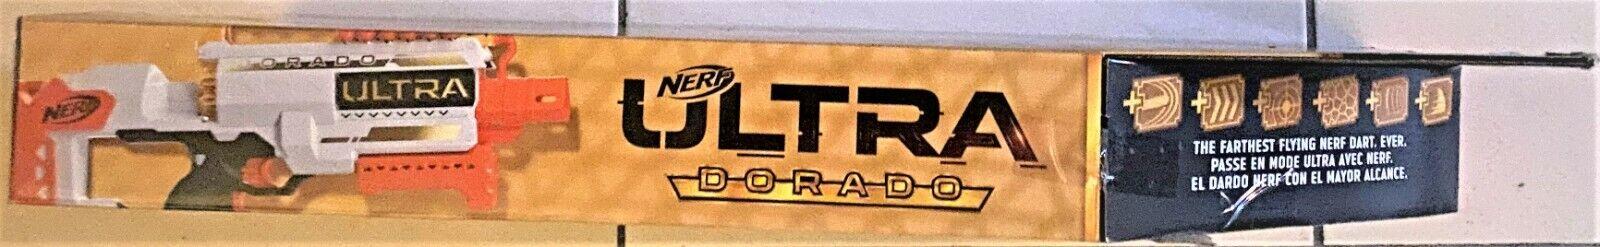 NERF
DORADO
ULTRA
NERF
ULTRA
DORADO
THE FARTHEST FLYING NERF DART. EVER.
PASSE EN MODE ULTRA AVEC NERF.
EL DARDO NERF CON EL MAYOR ALCANCE.